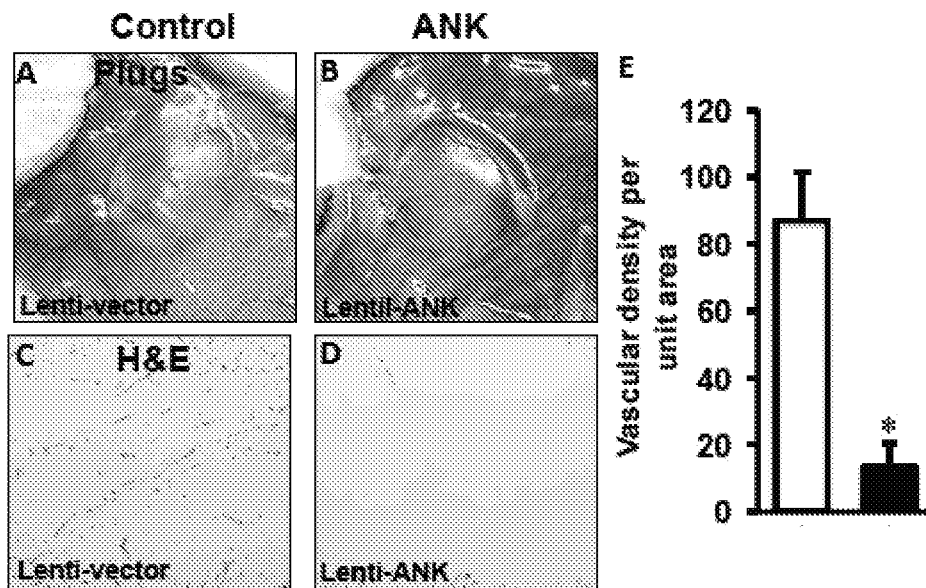 Control
ANK
A
Plugs
Lenti-vector
B
Lentil-ANK
C
H&E
Lenti-vector
D
Lenti-ANK
E
Vascular density per
unit area
120
100
80
60
40
20
0
*